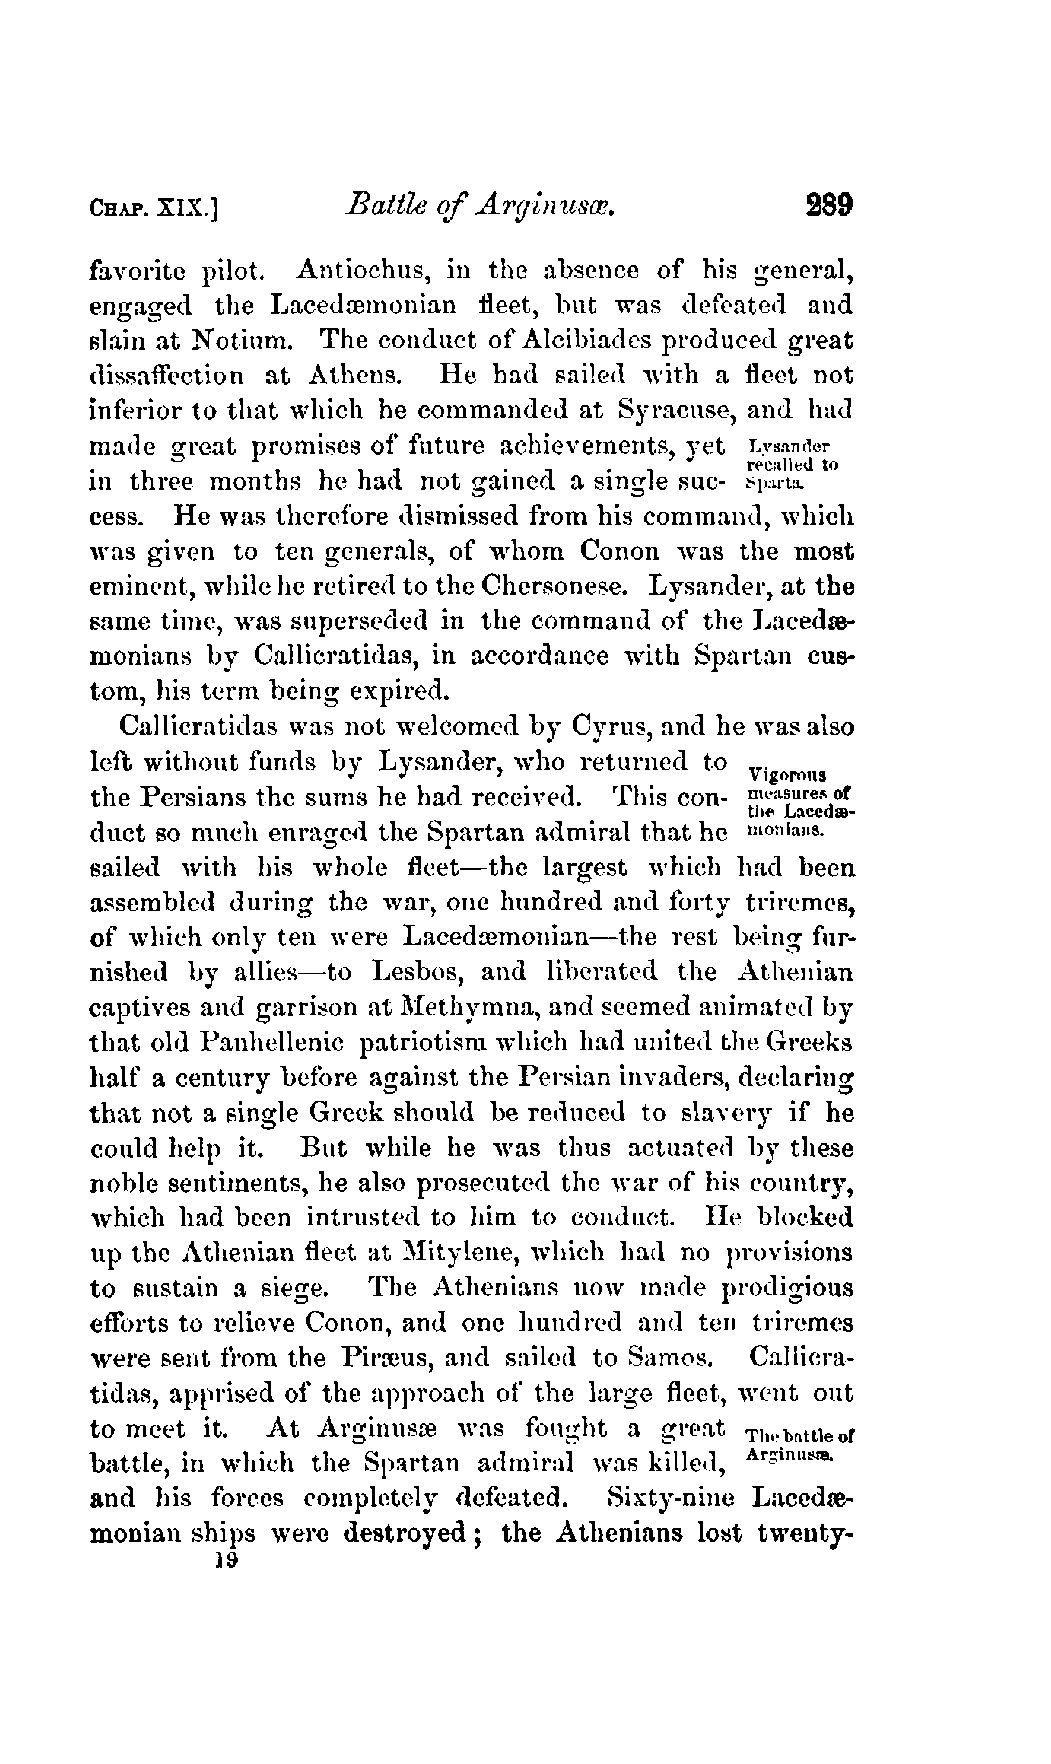 CHAP. XIX.] Battle of Arginusæ. 289
favorite pilot. Antiochus, in the absence of his general,
engaged the Lacedæmonian fleet, but was defeated and
slain at Notium. The conduct of Alcibiades produced great
dissaffection at Athens. He had sailed with a fleet not
inferior to that which he commanded at Syracuse, and had
made great promises of future achievements, yet
in three months he had not gained a single suc-
Lysander
recalled to
Sparta.
cess. He was therefore dismissed from his command, which
was given to ten generals, of whom Conon was the most
eminent, while he retired to the Chersonese. Lysander, at the
same time, was superseded in the command of the Lacedæ-
monians by Callicratidas, in accordance with Spartan cus-
tom, his term being expired.
Callicratidas was not welcomed by Cyrus, and he was also
left without funds by Lysander, who returned to
the Persians the sums he had received. This con-
duct so much enraged the Spartan admiral that he
Vigorous
measures of
the Lacedæ-
monians.
sailed with his whole fleet—the largest which had been
assembled during the war, one hundred and forty triremes,
of which only ten were Lacedæmonian—the rest being fur-
nished by allies—to Lesbos, and liberated the Athenian
captives and garrison at Methymna, and seemed animated by
that old Panhellenic patriotism which had united the Greeks
half a century before against the Persian invaders, declaring
that not a single Greek should be reduced to slavery if he
could help it. But while he was thus actuated by these
noble sentiments, he also prosecuted the war of his country,
which had been intrusted to him to conduct. He blocked
up the Athenian fleet at Mitylene, which had no provisions
to sustain a siege. The Athenians now made prodigious
efforts to relieve Conon, and one hundred and ten triremes
were sent from the Piræus, and sailed to Samos. Callicra-
tidas, apprised of the approach of the large fleet, went out
to meet it. At Arginusæ was fought a great
battle, in which the Spartan admiral was killed,
The battle of
Arginusæ.
and his forces completely defeated. Sixty-nine Lacedæ-
monian ships were destroyed; the Athenians lost twenty-
19